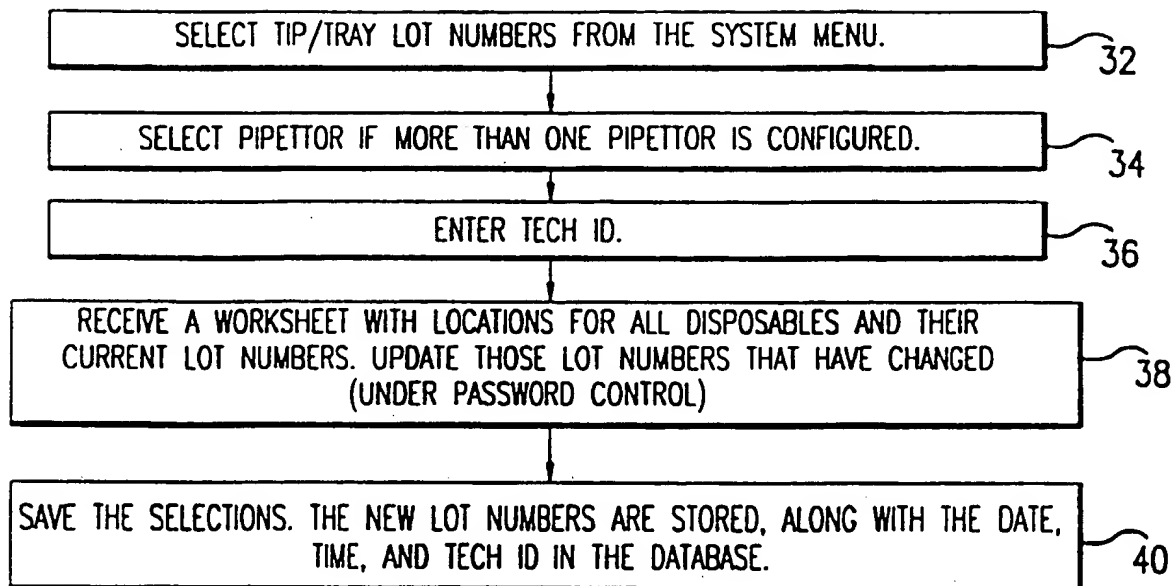 SELECT TIP/TRAY LOT NUMBERS FROM THE SYSTEM MENU.
32
SELECT PIPETTOR IF MORE THAN ONE PIPETTOR IS CONFIGURED.
34
ENTER TECH ID.
36
RECEIVE A WORKSHEET WITH LOCATIONS FOR ALL DISPOSABLES AND THEIR
CURRENT LOT NUMBERS. UPDATE THOSE LOT NUMBERS THAT HAVE CHANGED
(UNDER PASSWORD CONTROL)
38
SAVE THE SELECTIONS. THE NEW LOT NUMBERS ARE STORED, ALONG WITH THE DATE,
TIME, AND TECH ID IN THE DATABASE.
40